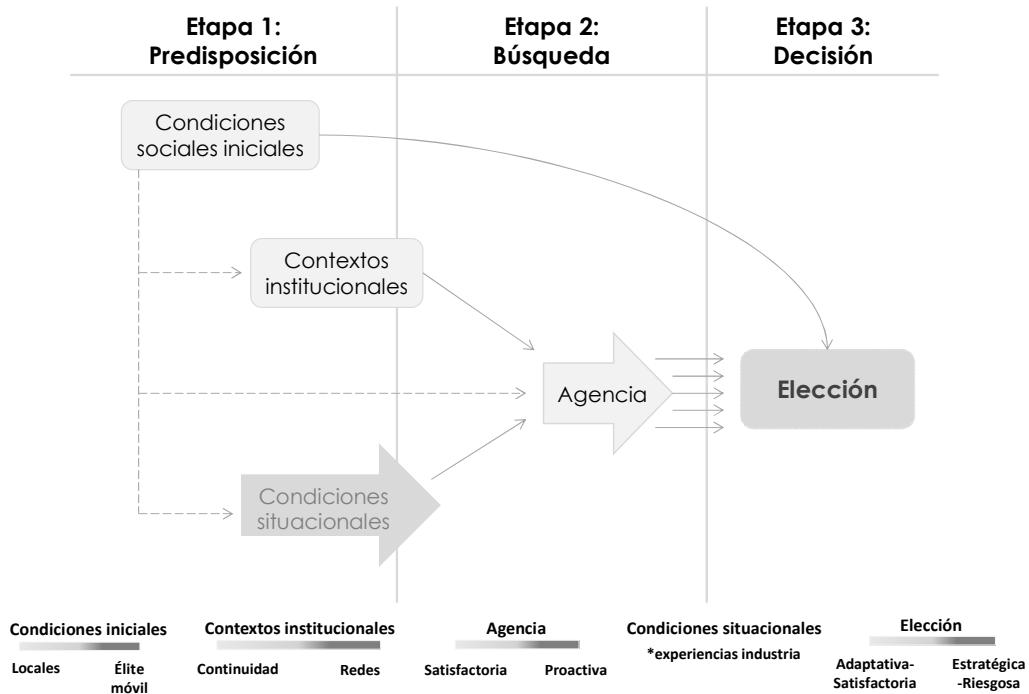 Etapa 1:
Predisposición
Etapa 2:
Búsqueda
Etapa 3:
Decisión
Condiciones
sociales iniciales
Contextos
institucionales
Agencia
Elección
Condiciones
situacionales
Condiciones iniciales
Locales
Élite
móvil
Contextos institucionales
Continuidad
Redes
Agencia
Satisfactoria
Proactiva
Condiciones situacionales
*experiencias industria
Elección
Adaptativa-
Satisfactoria
Estratégica
-Riesgosa